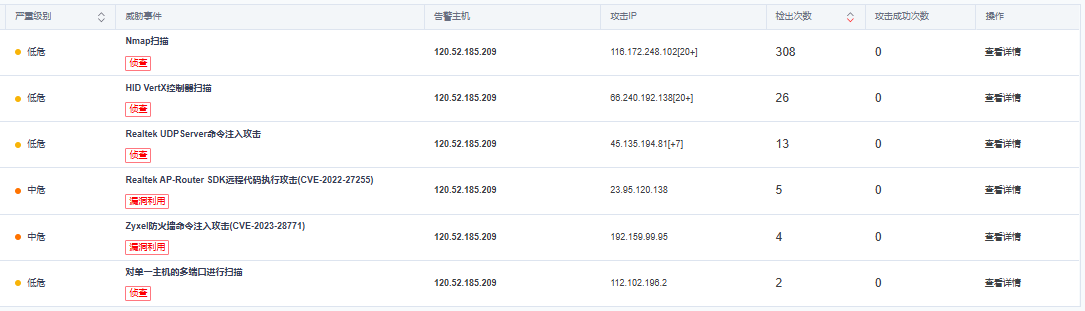 严重级别 威胁事件 告警主机 攻击IP 检出次数 攻击成功次数 操作
Nmap扫描
低危 120.52.185.209 116.172.248.102[20+] 308 0 查看详情
侦查
HID VertX控制器扫描
低危 120.52.185.209 66.240.192.138[20+] 26 0 查看详情
侦查
Realtek UDPServer命令注入攻击
低危 120.52.185.209 45.135.194.81[+7] 13 0 查看详情
侦查
Realtek AP-Router SDK远程代码执行攻击(CVE-2022-27255)
中危 120.52.185.209 23.95.120.138 5 0 查看详情
漏洞利用
Zyxel防火墙命令注入攻击(CVE-2023-28771)
中危 120.52.185.209 192.159.99.95 4 0 查看详情
漏洞利用
对单一主机的多端口进行扫描
低危 120.52.185.209 112.102.196.2 2 0 查看详情
侦查